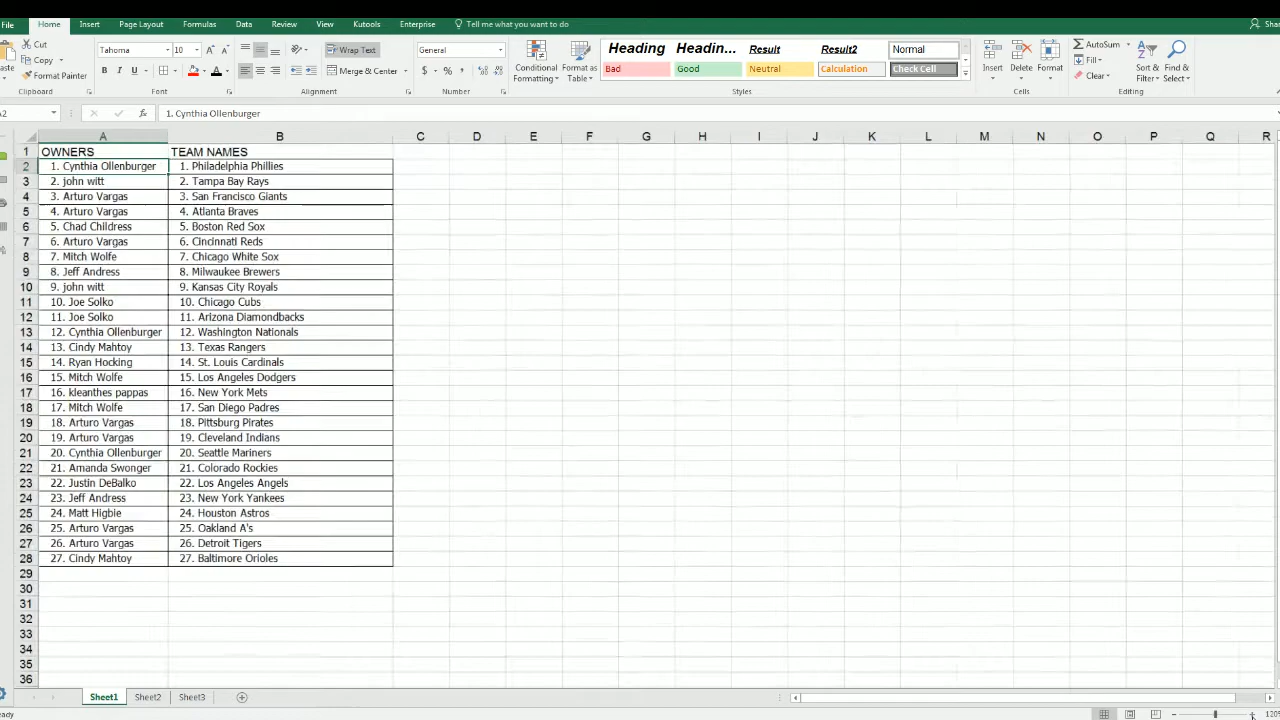 File Home Insert Page Layout Formulas Data Review View Kutools Enterprise Tell me what you want to do
Cut Tahoma 10 Wrap Text General Heading Headin... Result Result2 Normal AutoSum
Copy Fill
Format Painter Merge & Center Conditional Formatting Format as Table Bad Good Neutral Calculation Check Cell Insert Delete Format Clear Sort & Filter Find & Select
Clipboard Font Alignment Number Styles Cells Editing
1. Cynthia Ollenburger
A B C D E F G H I J K L M N O P Q R
1 OWNERS TEAM NAMES
2 1. Cynthia Ollenburger 1. Philadelphia Phillies
3 2. john witt 2. Tampa Bay Rays
4 3. Arturo Vargas 3. San Francisco Giants
5 4. Arturo Vargas 4. Atlanta Braves
6 5. Chad Childress 5. Boston Red Sox
7 6. Arturo Vargas 6. Cincinnati Reds
8 7. Mitch Wolfe 7. Chicago White Sox
9 8. Jeff Andress 8. Milwaukee Brewers
10 9. john witt 9. Kansas City Royals
11 10. Joe Solko 10. Chicago Cubs
12 11. Joe Solko 11. Arizona Diamondbacks
13 12. Cynthia Ollenburger 12. Washington Nationals
14 13. Cindy Mahtoy 13. Texas Rangers
15 14. Ryan Hocking 14. St. Louis Cardinals
16 15. Mitch Wolfe 15. Los Angeles Dodgers
17 16. kleanthes pappas 16. New York Mets
18 17. Mitch Wolfe 17. San Diego Padres
19 18. Arturo Vargas 18. Pittsburg Pirates
20 19. Arturo Vargas 19. Cleveland Indians
21 20. Cynthia Ollenburger 20. Seattle Mariners
22 21. Amanda Swonger 21. Colorado Rockies
23 22. Justin DeBalko 22. Los Angeles Angels
24 23. Jeff Andress 23. New York Yankees
25 24. Matt Higbie 24. Houston Astros
26 25. Arturo Vargas 25. Oakland A's
27 26. Arturo Vargas 26. Detroit Tigers
28 27. Cindy Mahtoy 27. Baltimore Orioles
29
30
31
32
33
34
35
36
Sheet1 Sheet2 Sheet3